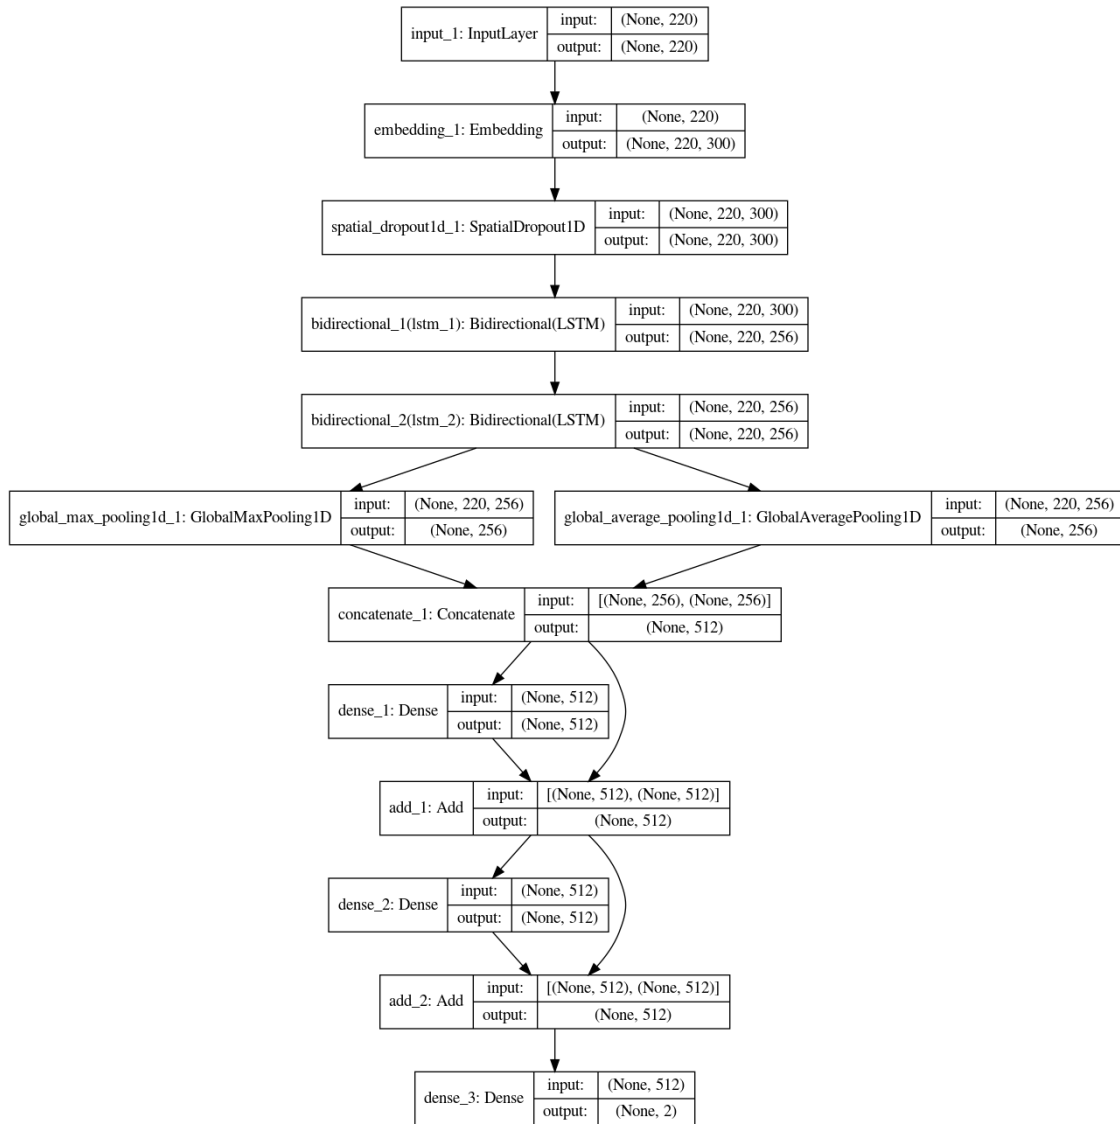 input_1: InputLayer
input: (None, 220)
output: (None, 220)
embedding_1: Embedding
input: (None, 220)
output: (None, 220, 300)
spatial_dropout1d_1: SpatialDropout1D
input: (None, 220, 300)
output: (None, 220, 300)
bidirectional_1(lstm_1): Bidirectional(LSTM)
input: (None, 220, 300)
output: (None, 220, 256)
bidirectional_2(lstm_2): Bidirectional(LSTM)
input: (None, 220, 256)
output: (None, 220, 256)
global_max_pooling1d_1: GlobalMaxPooling1D
input: (None, 220, 256)
output: (None, 256)
global_average_pooling1d_1: GlobalAveragePooling1D
input: (None, 220, 256)
output: (None, 256)
concatenate_1: Concatenate
input: [(None, 256), (None, 256)]
output: (None, 512)
dense_1: Dense
input: (None, 512)
output: (None, 512)
add_1: Add
input: [(None, 512), (None, 512)]
output: (None, 512)
dense_2: Dense
input: (None, 512)
output: (None, 512)
add_2: Add
input: [(None, 512), (None, 512)]
output: (None, 512)
dense_3: Dense
input: (None, 512)
output: (None, 2)